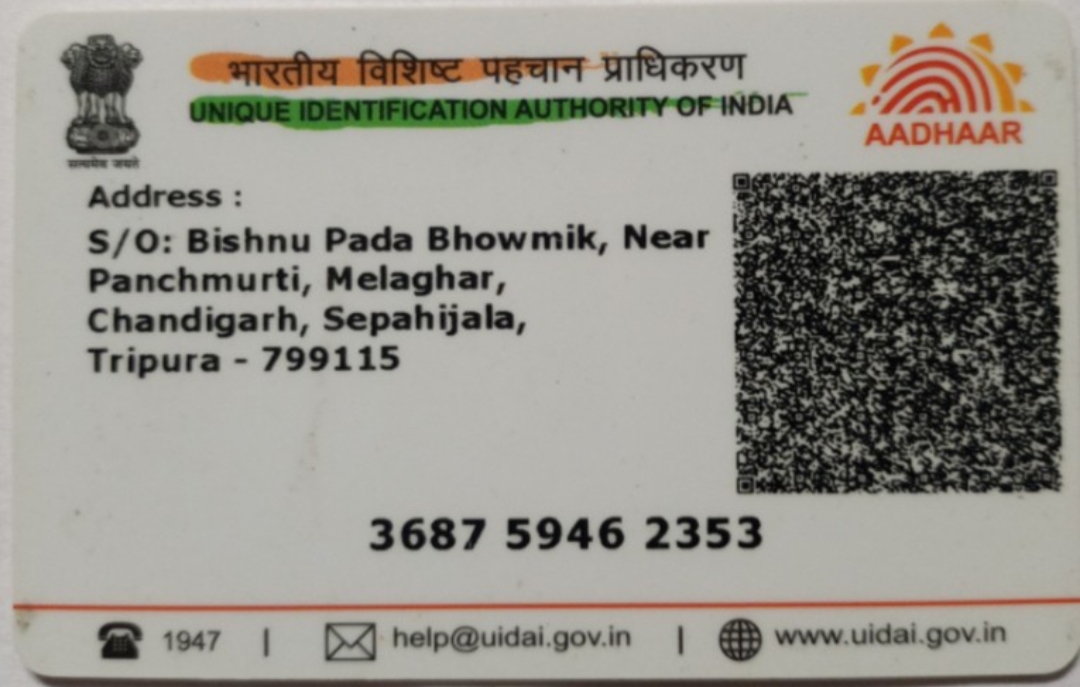 भारतीय विशिष्ट पहचान प्राधिकरण
UNIQUE IDENTIFICATION AUTHORITY OF INDIA
AADHAAR
सत्यमेव जयते
Address :
S/O: Bishnu Pada Bhowmik, Near
Panchmurti, Melaghar,
Chandigarh, Sepahijala,
Tripura - 799115
3687 5946 2353
1947 | help@uidai.gov.in | www.uidai.gov.in